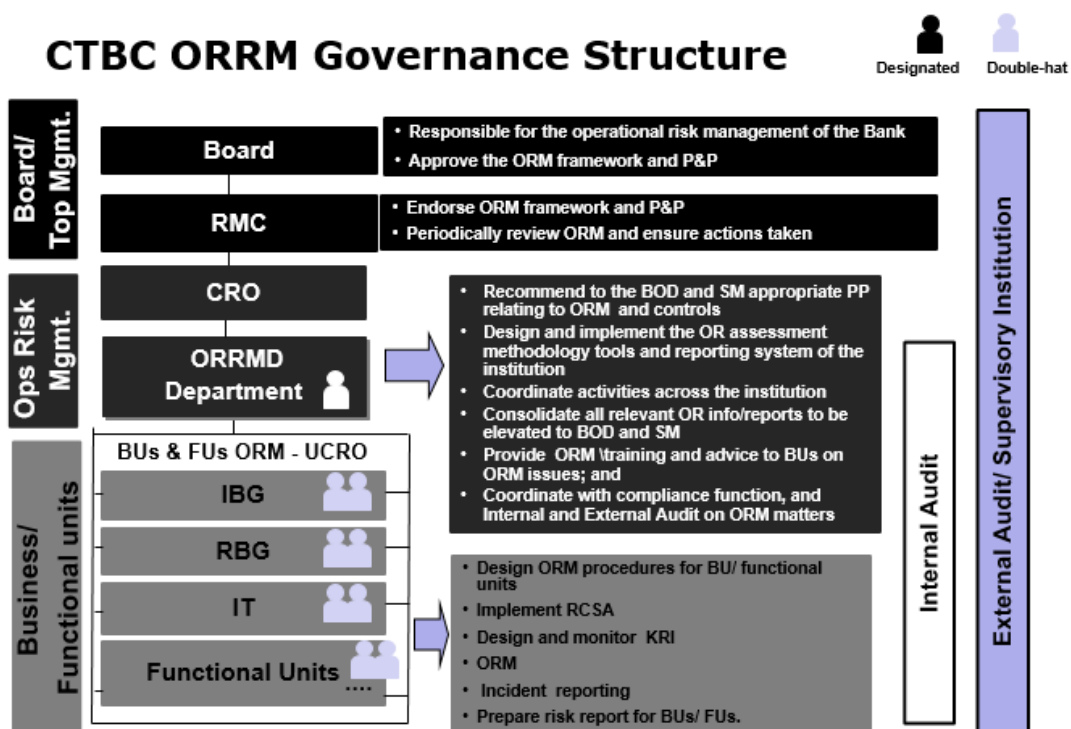 CTBC ORRM Governance Structure
Designated
Double-hat
Board/
Top Mgmt.
Board
• Responsible for the operational risk management of the Bank
• Approve the ORM framework and P&P
RMC
• Endorse ORM framework and P&P
• Periodically review ORM and ensure actions taken
Ops Risk
Mgmt.
CRO
ORRMD
Department
• Recommend to the BOD and SM appropriate PP
relating to ORM and controls
• Design and implement the OR assessment
methodology tools and reporting system of the
institution
• Coordinate activities across the institution
• Consolidate all relevant OR info/reports to be
elevated to BOD and SM
• Provide ORM \training and advice to BUs on
ORM issues; and
• Coordinate with compliance function, and
Internal and External Audit on ORM matters
Business/
Functional units
BUs & FUs ORM - UCRO
IBG
RBG
IT
Functional Units
....
• Design ORM procedures for BU/ functional
units
• Implement RCSA
• Design and monitor KRI
• ORM
• Incident reporting
• Prepare risk report for BUs/ FUs.
Internal Audit
External Audit/ Supervisory Institution